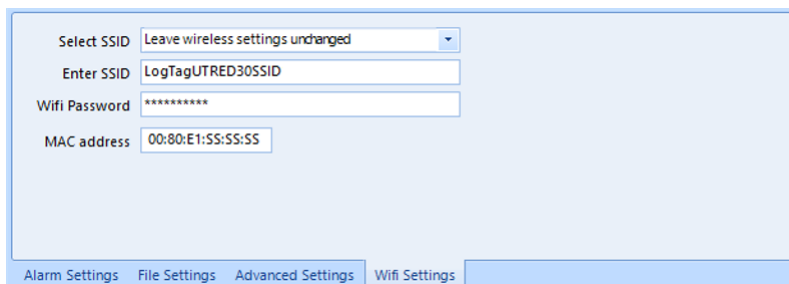 Select SSID Leave wireless settings unchanged
Enter SSID LogTagUTRED30SSID
Wifi Password **********
MAC address 00:80:E1:SS:SS:SS
Alarm Settings File Settings Advanced Settings Wifi Settings